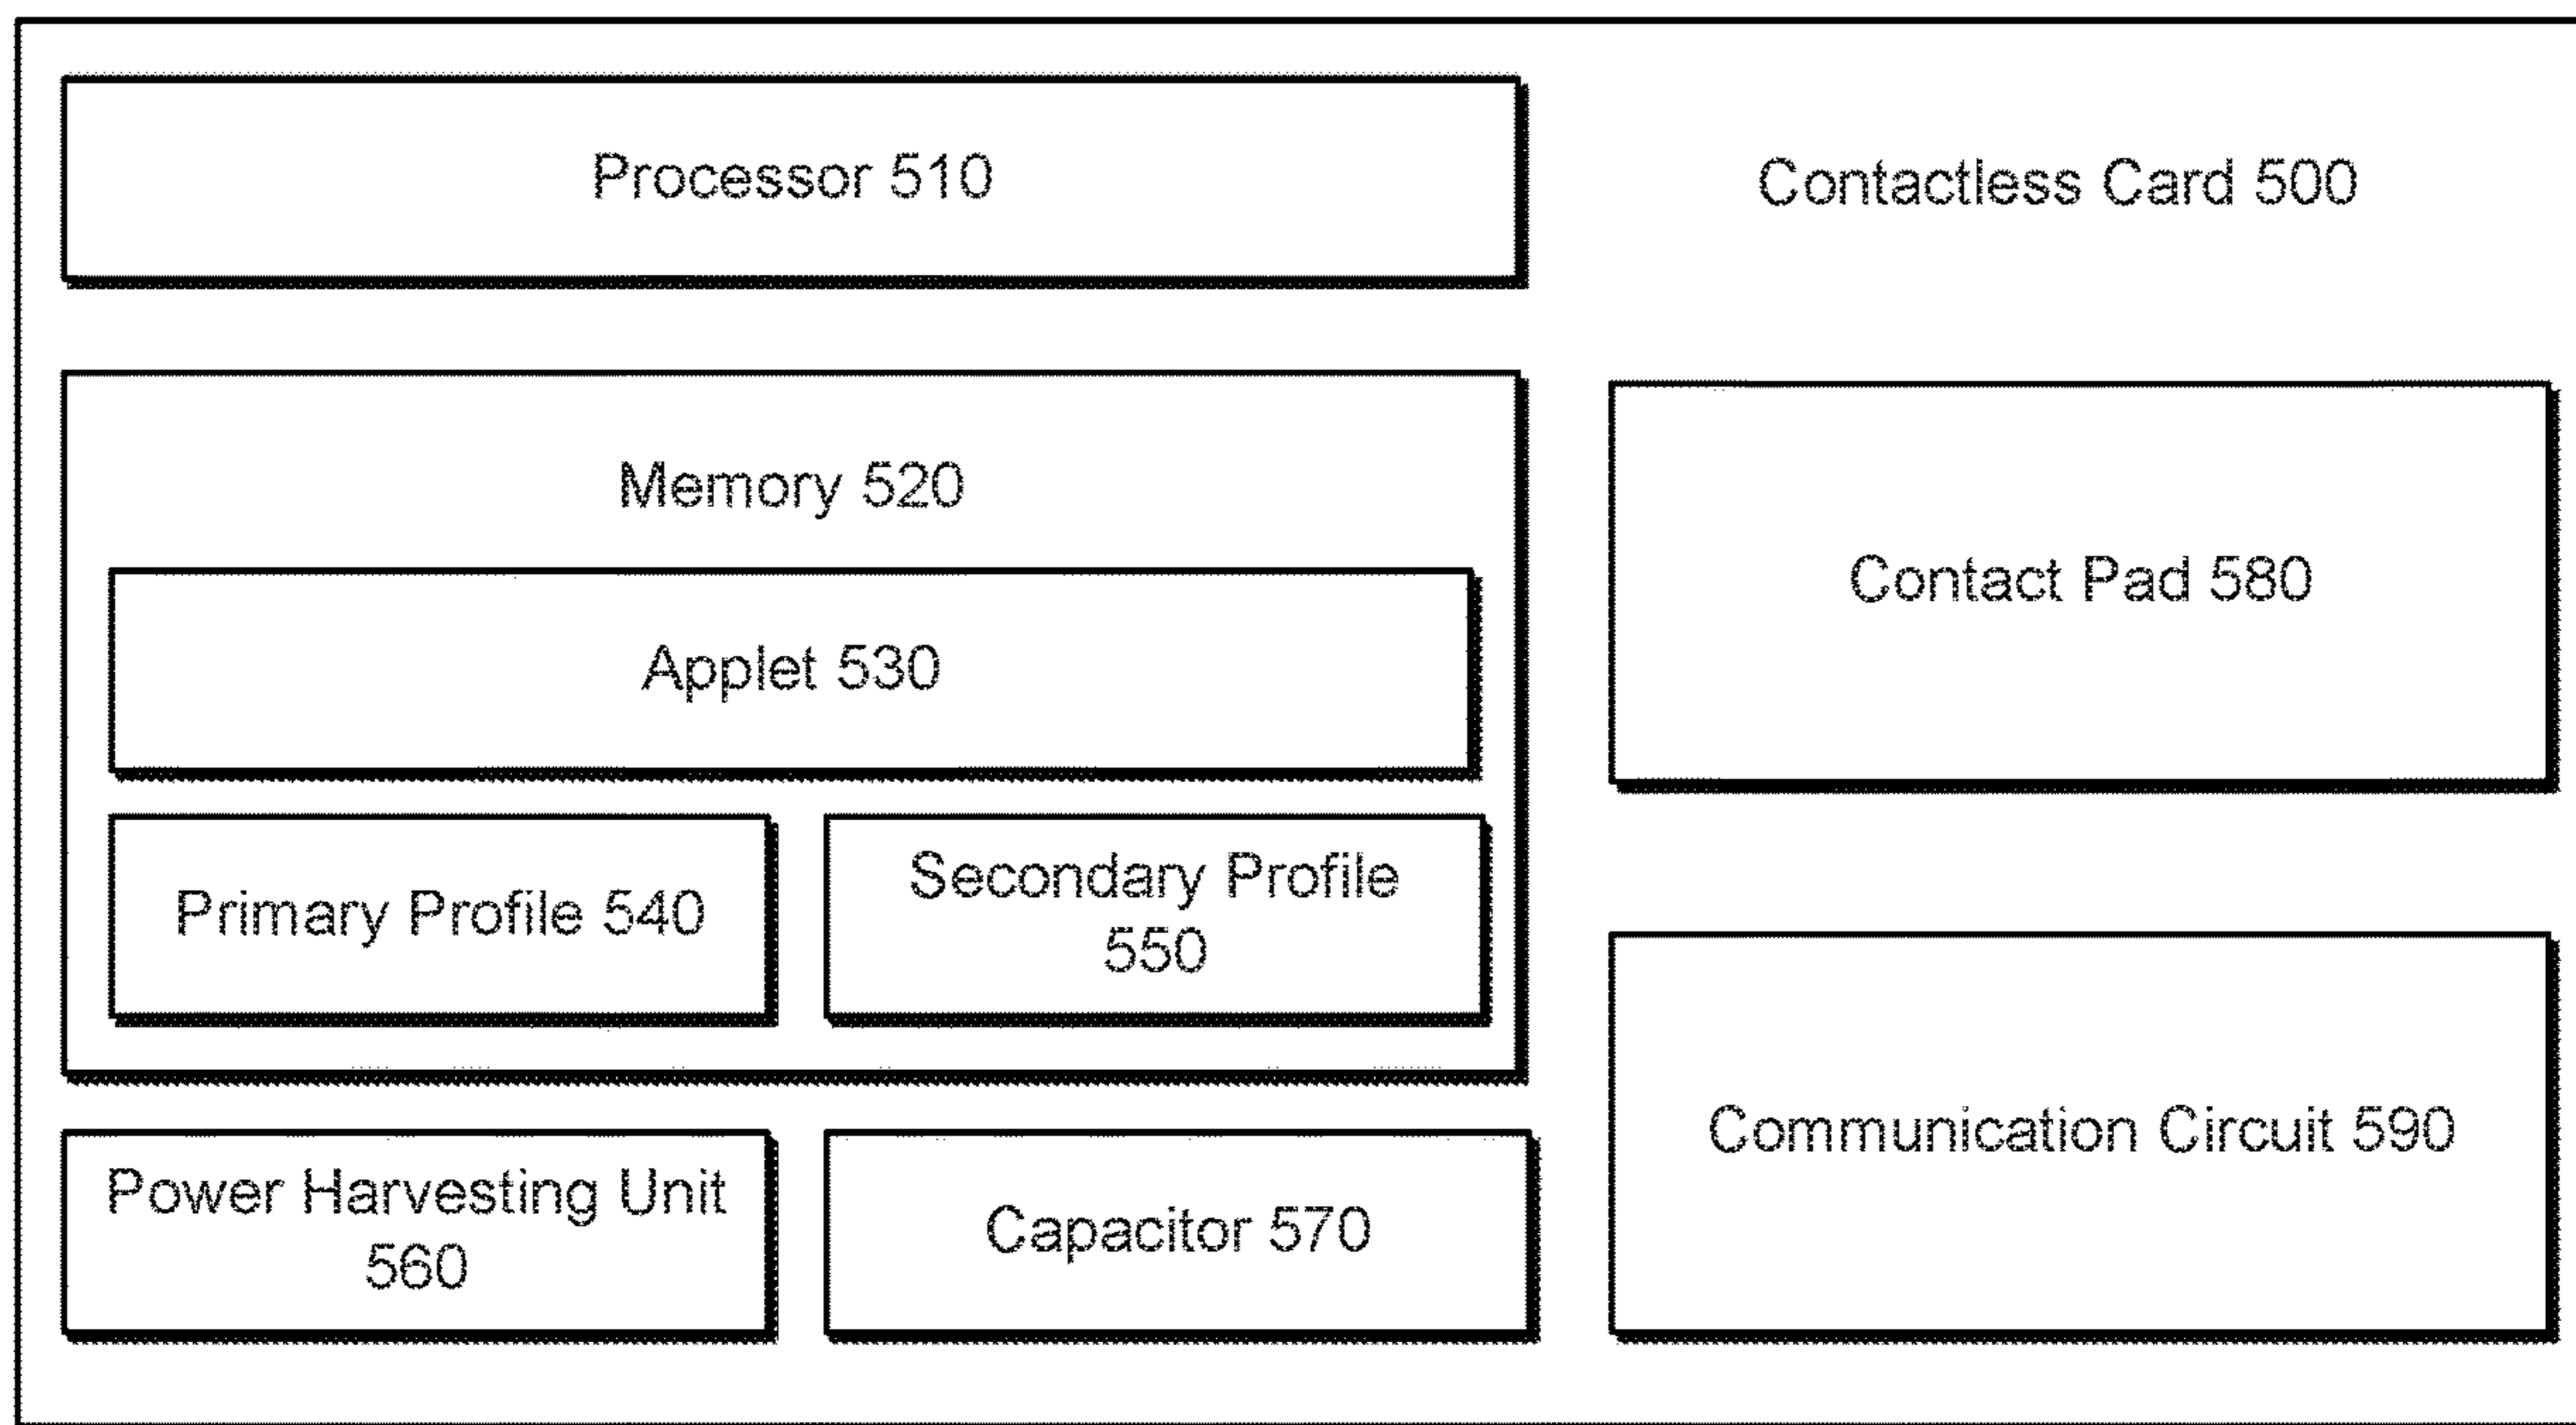 Processor 510
Contactless Card 500
Memory 520
Applet 530
Primary Profile 540
Secondary Profile
550
Power Harvesting Unit
560
Capacitor 570
Contact Pad 580
Communication Circuit 590